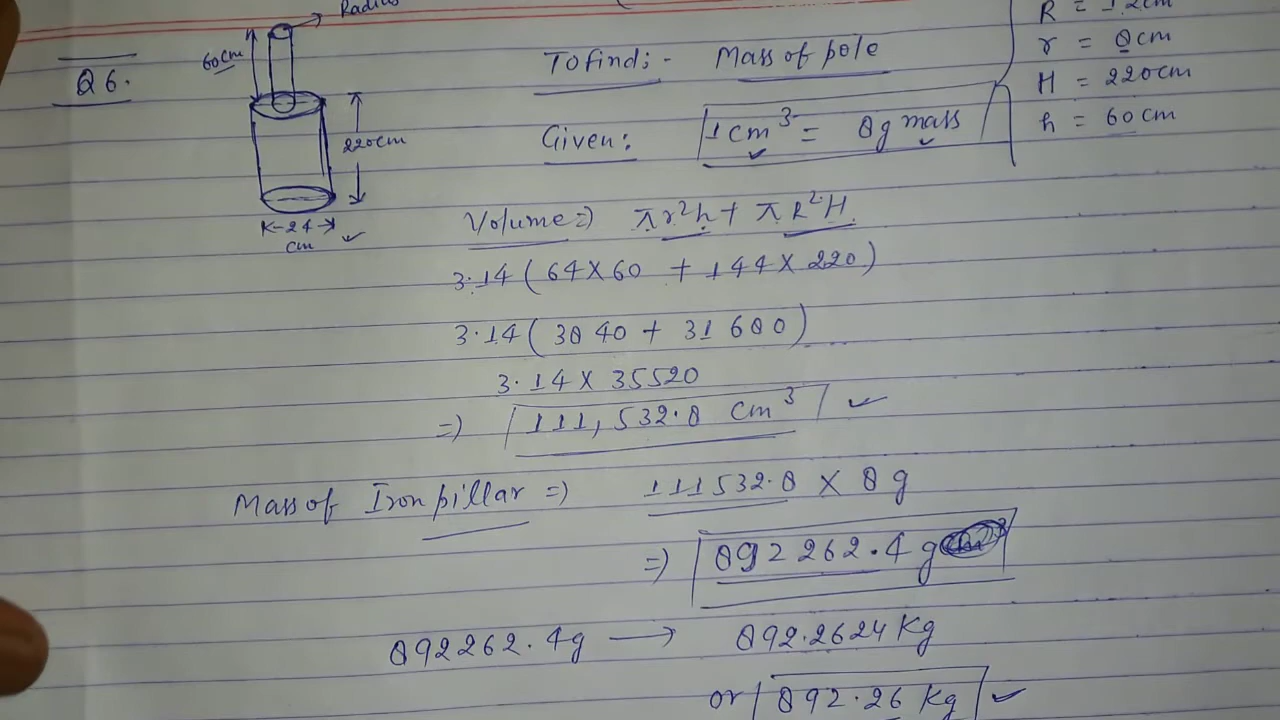 Radius
60cm
Q6.
220cm
K-24→
cm
To find:- Mass of pole
Given: 1 cm³ = 8g mass
R = 12cm
r = 8cm
H = 220cm
h = 60cm
Volume ⇒ πr²h + πR²H
3.14 (64×60 + 144×220)
3.14 (3840 + 31680)
3.14 × 35520
⇒ 111,532.8 cm³ ✓
Mass of Iron pillar ⇒ 111532.8 × 8g
⇒ 892262.4 g
892262.4g → 892.2624 Kg
or 892.26 Kg ✓